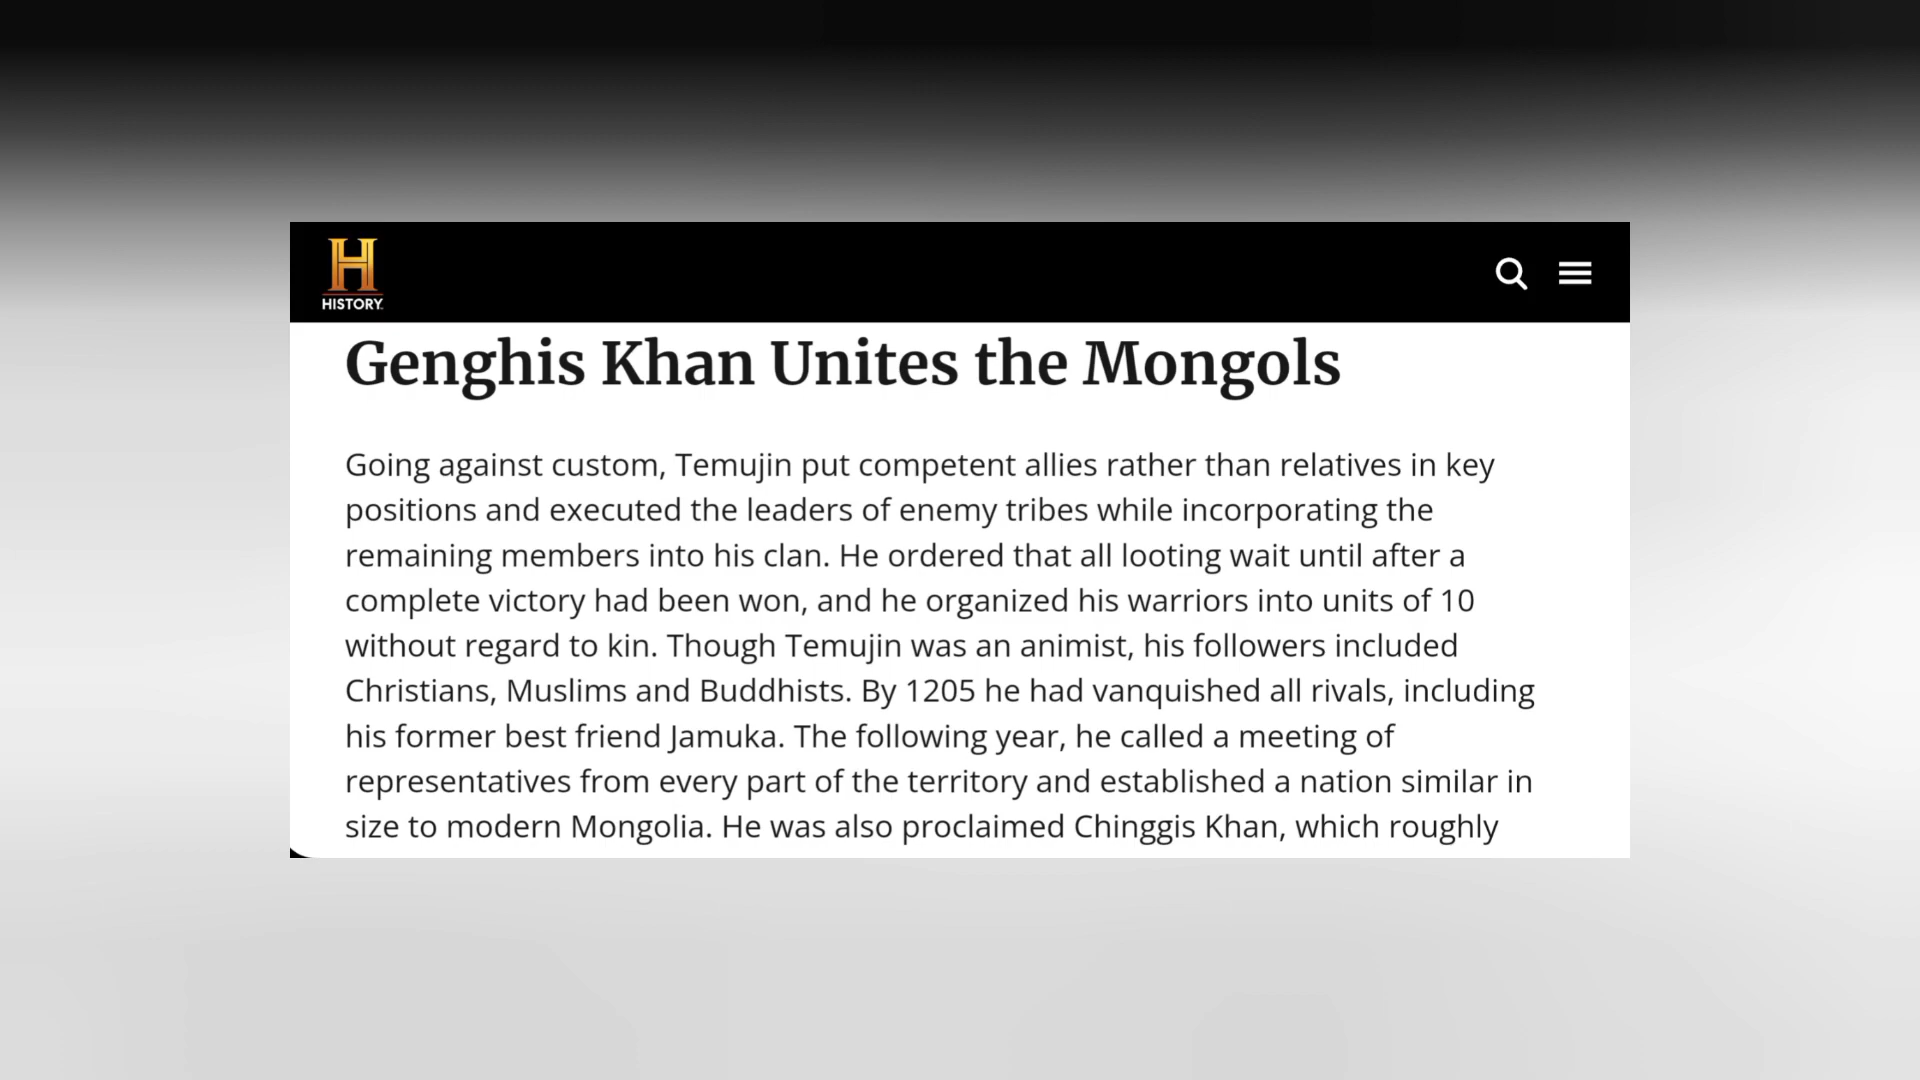 H
HISTORY
Genghis Khan Unites the Mongols
Going against custom, Temujin put competent allies rather than relatives in key
positions and executed the leaders of enemy tribes while incorporating the
remaining members into his clan. He ordered that all looting wait until after a
complete victory had been won, and he organized his warriors into units of 10
without regard to kin. Though Temujin was an animist, his followers included
Christians, Muslims and Buddhists. By 1205 he had vanquished all rivals, including
his former best friend Jamuka. The following year, he called a meeting of
representatives from every part of the territory and established a nation similar in
size to modern Mongolia. He was also proclaimed Chinggis Khan, which roughly